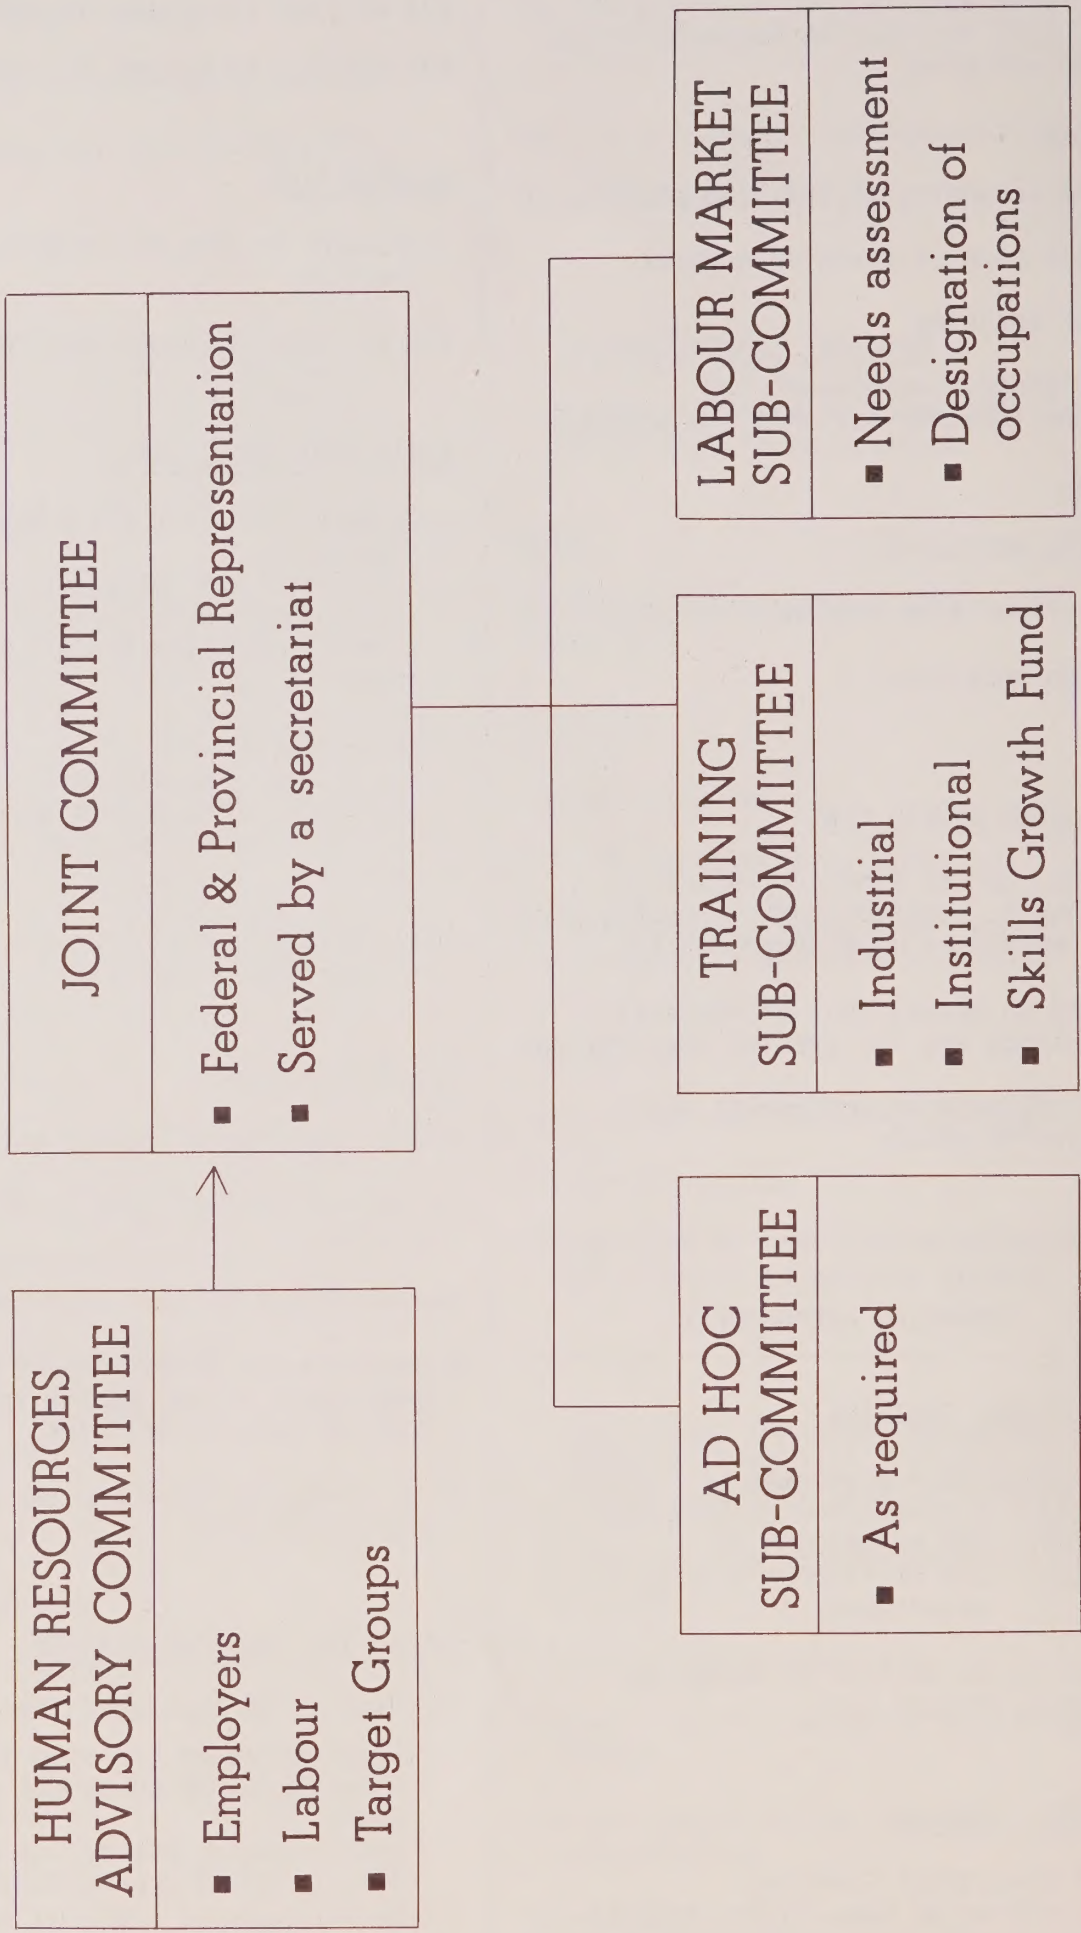 HUMAN RESOURCES
ADVISORY COMMITTEE
■ Employers
■ Labour
■ Target Groups
JOINT COMMITTEE
■ Federal & Provincial Representation
■ Served by a secretariat
AD HOC
SUB-COMMITTEE
■ As required
TRAINING
SUB-COMMITTEE
■ Industrial
■ Institutional
■ Skills Growth Fund
LABOUR MARKET
SUB-COMMITTEE
■ Needs assessment
■ Designation of
occupations